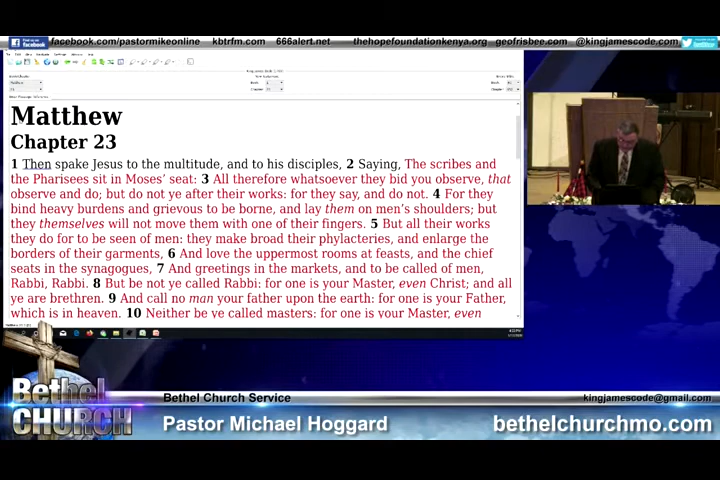 Find us on facebook
facebook.com/pastormikeonline kbtrfm.com 666alert.net thehopefoundationkenya.org geofrisbee.com @kingjamescode.com twitter
Matthew
Chapter 23
1 Then spake Jesus to the multitude, and to his disciples, 2 Saying, The scribes and
the Pharisees sit in Moses’ seat: 3 All therefore whatsoever they bid you observe, that
observe and do; but do not ye after their works: for they say, and do not. 4 For they
bind heavy burdens and grievous to be borne, and lay them on men’s shoulders; but
they themselves will not move them with one of their fingers. 5 But all their works
they do for to be seen of men: they make broad their phylacteries, and enlarge the
borders of their garments, 6 And love the uppermost rooms at feasts, and the chief
seats in the synagogues, 7 And greetings in the markets, and to be called of men,
Rabbi, Rabbi. 8 But be not ye called Rabbi: for one is your Master, even Christ; and all
ye are brethren. 9 And call no man your father upon the earth: for one is your Father,
which is in heaven. 10 Neither be ye called masters: for one is your Master, even
Bethel
CHURCH
Bethel Church Service
kingjamescode@gmail.com
Pastor Michael Hoggard
bethelchurchmo.com